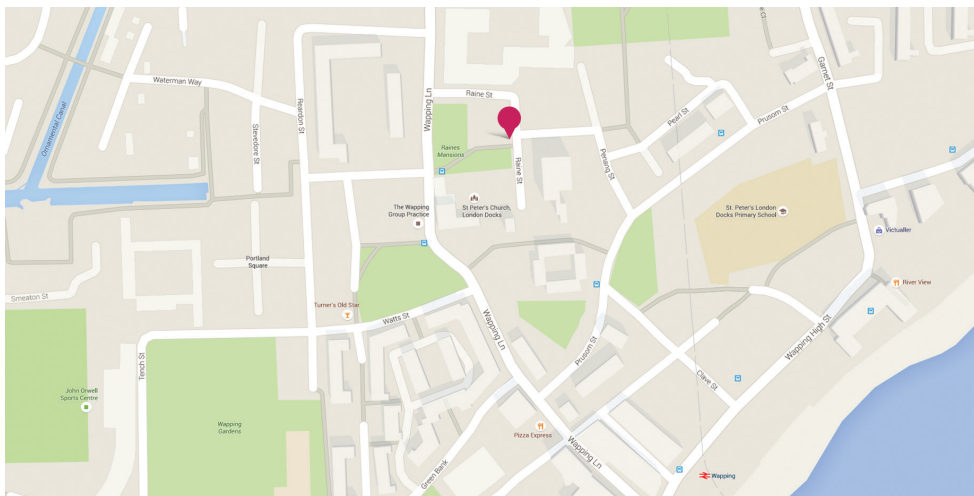 Garnet St
Waterman Way
Raine St
Ornamental Canal
Wapping Ln
Reardon St
Pearl St
Prusom St
Stevedore St
Raines
Mansions
Penang St
Raine St
The Wapping
Group Practice
St Peter's Church,
London Docks
St. Peter's London
Docks Primary School
Victualler
Portland
Square
River View
Smeaton St
Turner's Old Star
Watts St
Wapping Ln
Wapping High St
Tench St
Prusom St
Clave St
John Orwell
Sports Centre
Wapping
Gardens
Pizza Express
Wapping Ln
Green Bank
Wapping